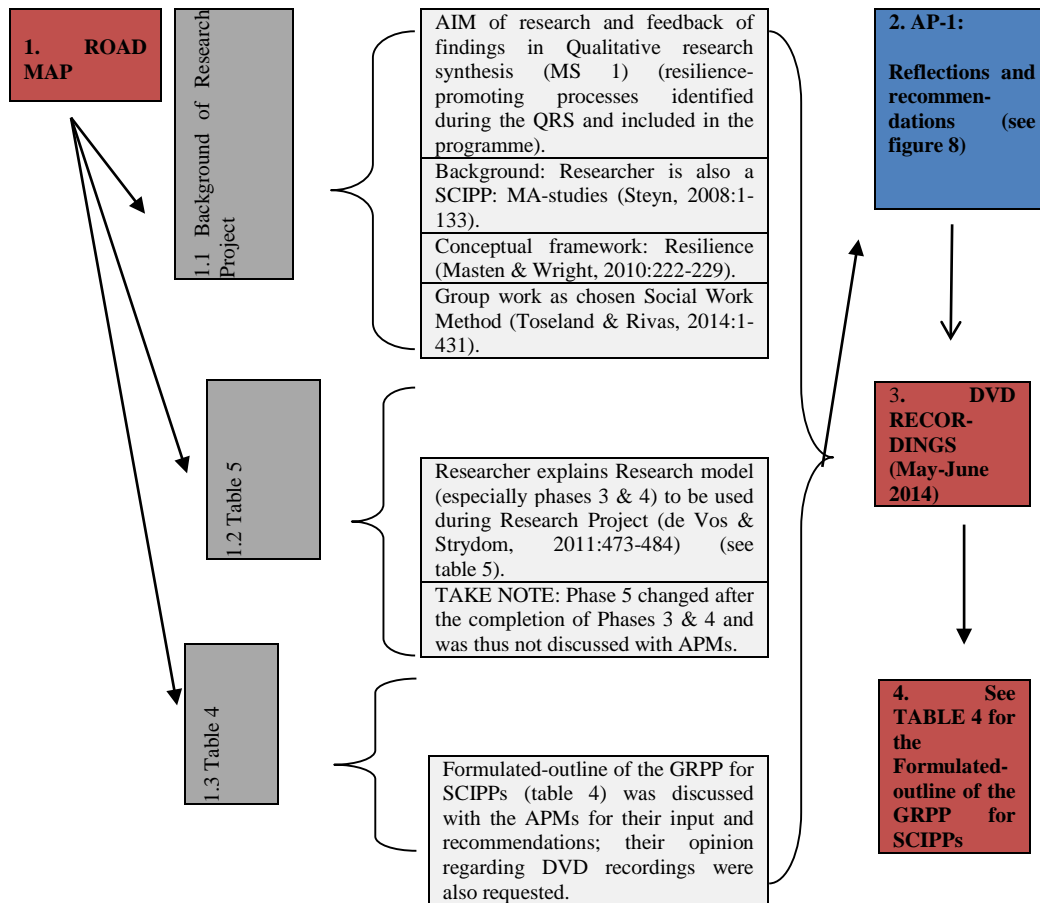 1. ROAD
MAP
1.1 Background of Research
Project
AIM of research and feedback of
findings in Qualitative research
synthesis (MS 1) (resilience-
promoting processes identified
during the QRS and included in the
programme).
Background: Researcher is also a
SCIPP: MA-studies (Steyn, 2008:1-
133).
Conceptual framework: Resilience
(Masten & Wright, 2010:222-229).
Group work as chosen Social Work
Method (Toseland & Rivas, 2014:1-
431).
1.2 Table 5
Researcher explains Research model
(especially phases 3 & 4) to be used
during Research Project (de Vos &
Strydom, 2011:473-484) (see
table 5).
TAKE NOTE: Phase 5 changed after
the completion of Phases 3 & 4 and
was thus not discussed with APMs.
1.3 Table 4
Formulated-outline of the GRPP for
SCIPPs (table 4) was discussed
with the APMs for their input and
recommendations; their opinion
regarding DVD recordings were
also requested.
2. AP-1:
Reflections and
recommen-
dations (see
figure 8)
3. DVD
RECOR-
DINGS
(May-June
2014)
4. See
TABLE 4 for
the
Formulated-
outline of the
GRPP for
SCIPPs